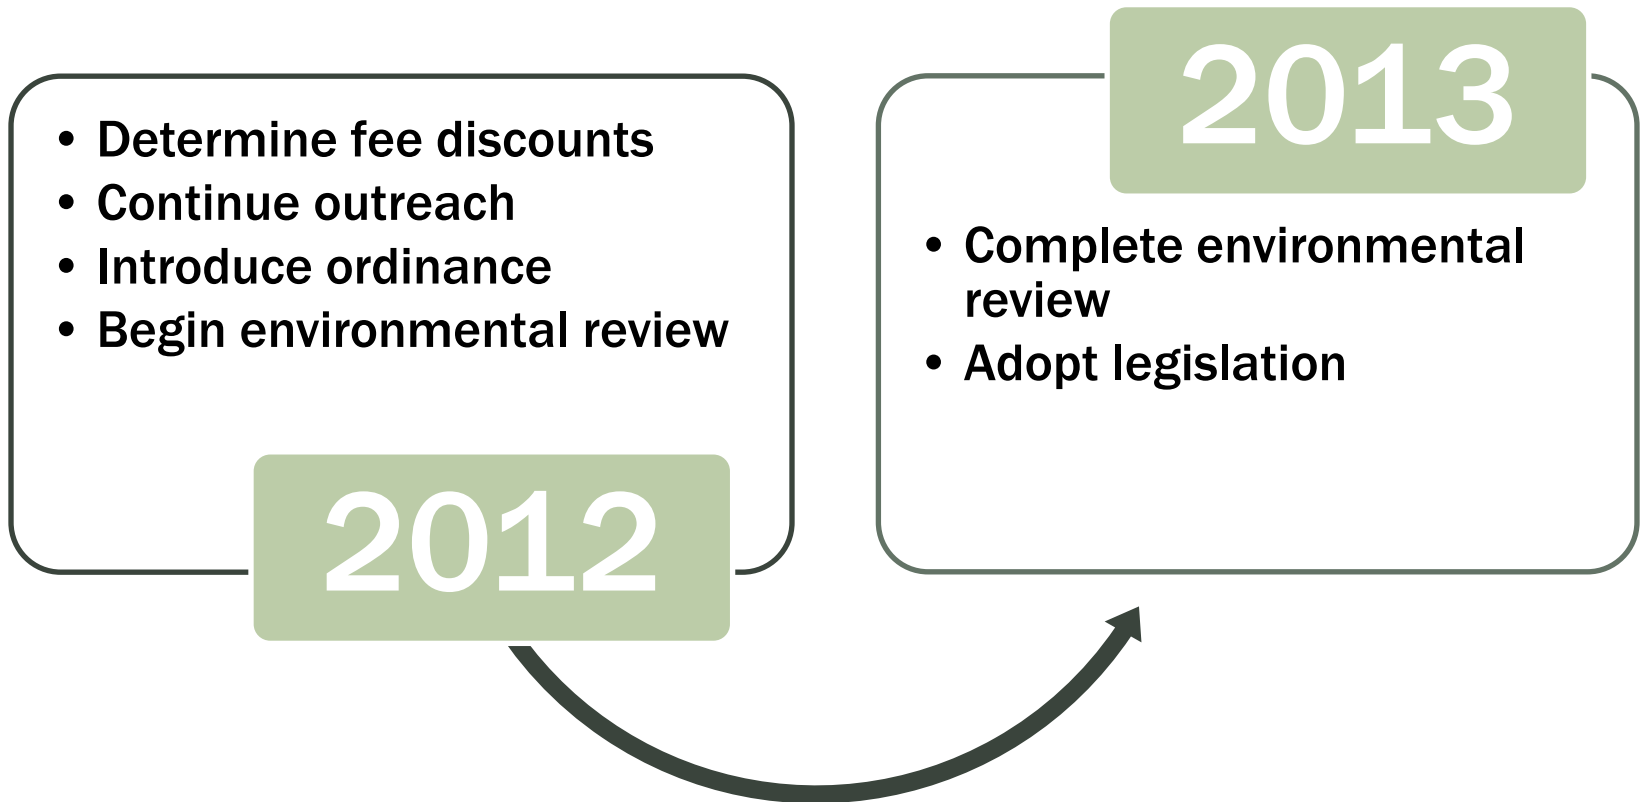 • Determine fee discounts
• Continue outreach
• Introduce ordinance
• Begin environmental review
2012
2013
• Complete environmental
review
• Adopt legislation